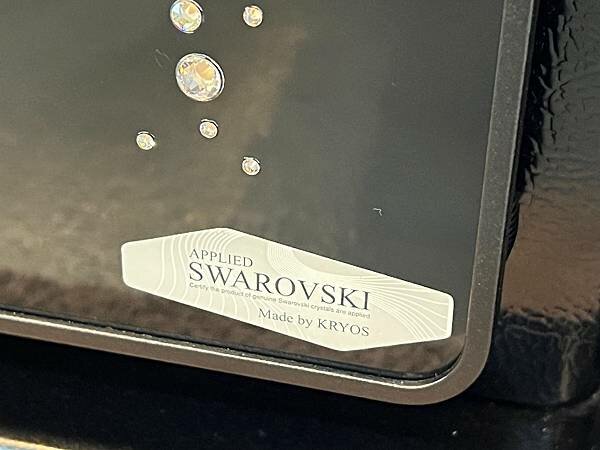 APPLIED
SWAROVSKI
Certify the product of genuine Swarovski crystals are applied
Made by KRYOS